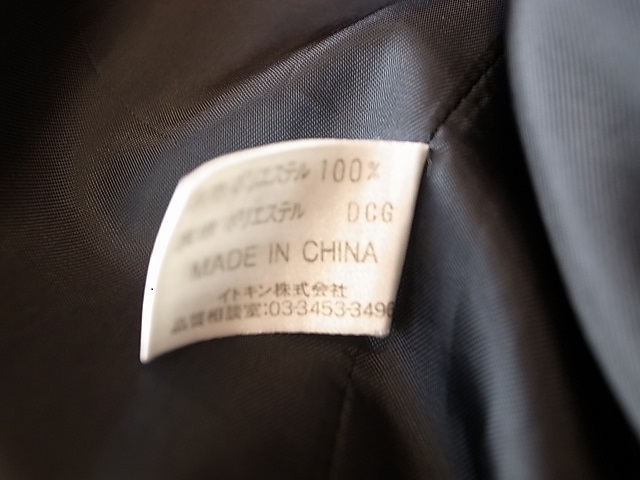 ポリエステル 100%
ポリエステル DCG
MADE IN CHINA
イトキン株式会社
品質相談室:03-3453-3496